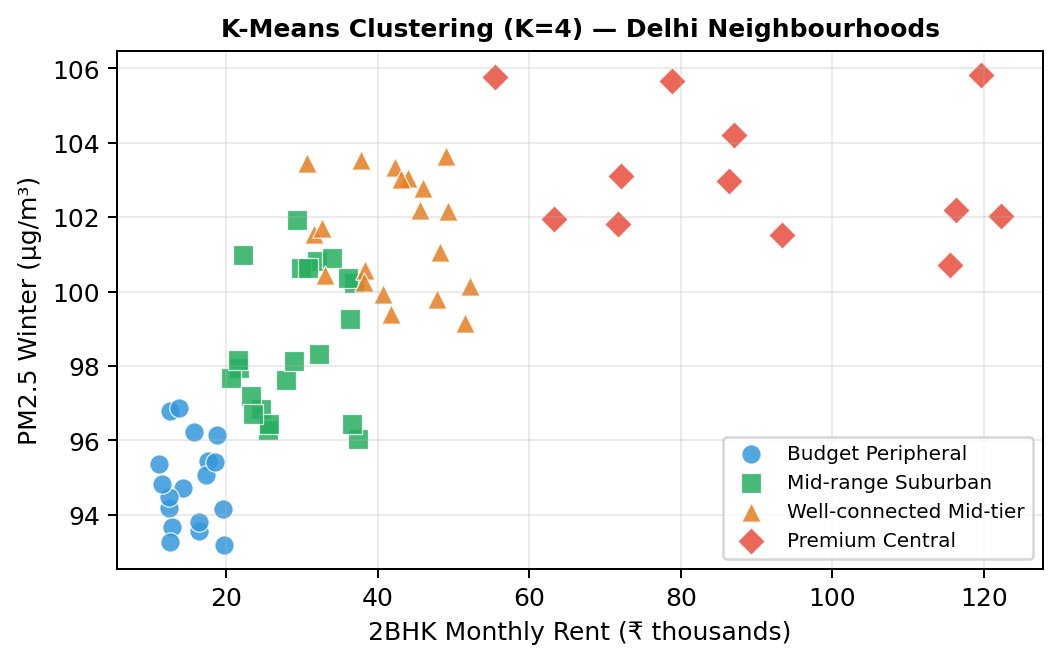 K-Means Clustering (K=4) — Delhi Neighbourhoods
106
104
102
100
98
96
94
PM2.5 Winter (μg/m³)
Budget Peripheral
Mid-range Suburban
Well-connected Mid-tier
Premium Central
20 40 60 80 100 120
2BHK Monthly Rent (₹ thousands)